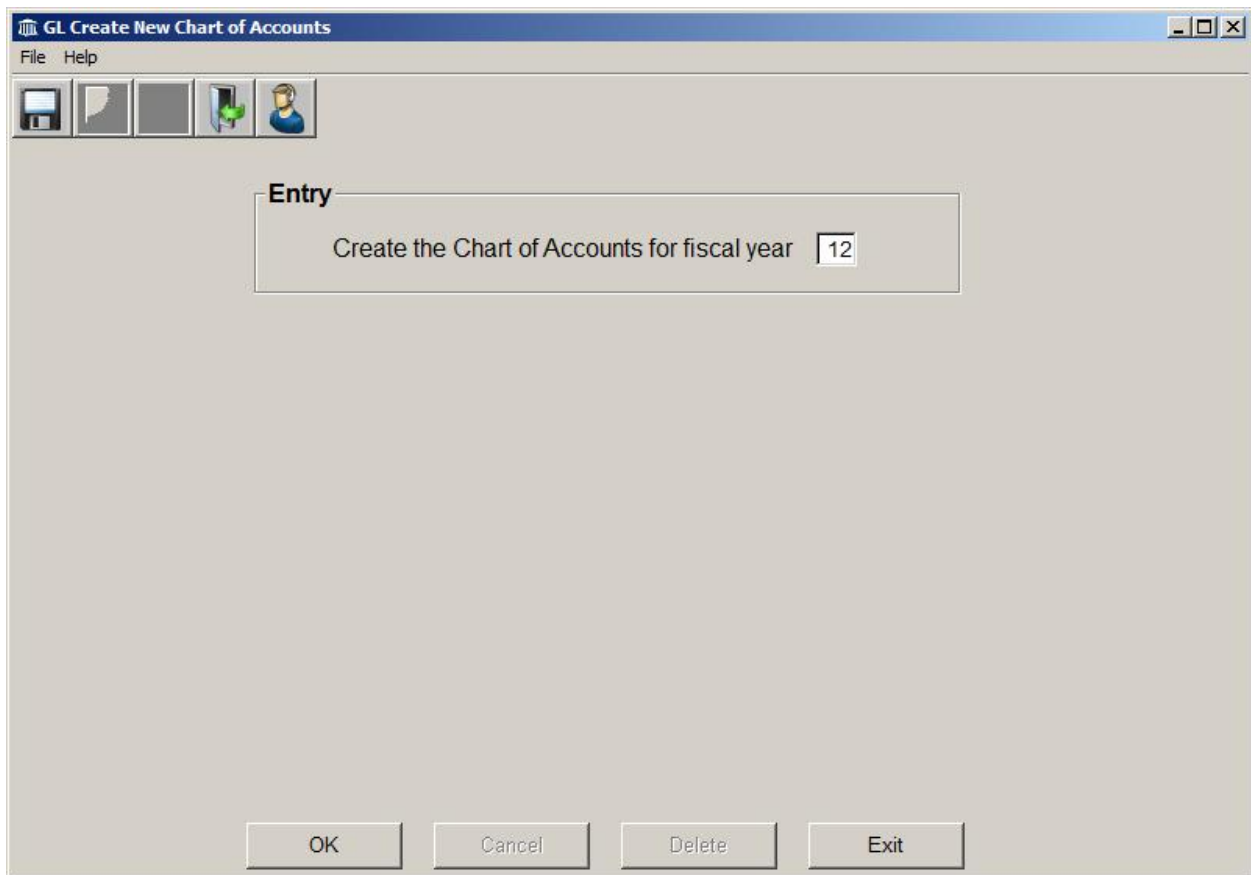 GL Create New Chart of Accounts
File Help
Entry
Create the Chart of Accounts for fiscal year 12
OK Cancel Delete Exit